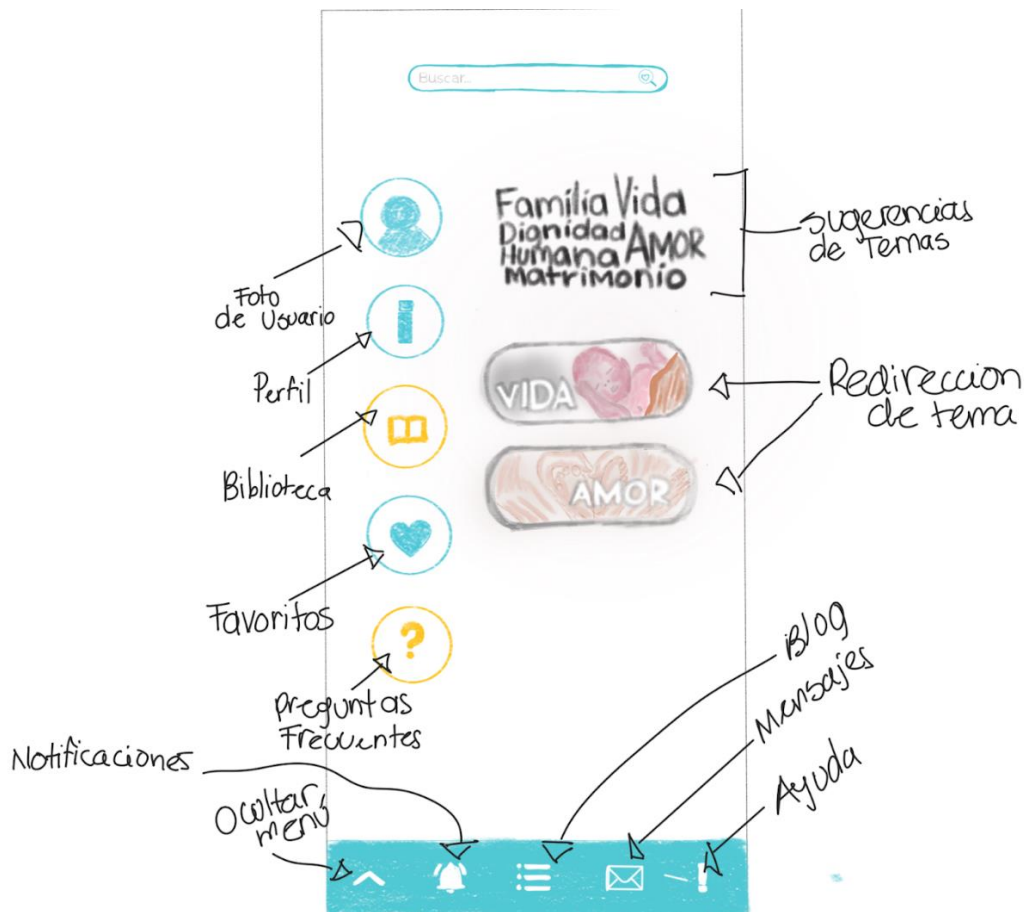 Buscar...
Familia Vida
Dignidad
Humana AMOR
Matrimonio
Sugerencias
de Temas
Foto
de Usuario
Perfil
VIDA
Redireccion
de tema
Biblioteca
AMOR
Favoritos
Preguntas
Frecuentes
Blog
Mensajes
Notificaciones
Ayuda
Ocultar
menú